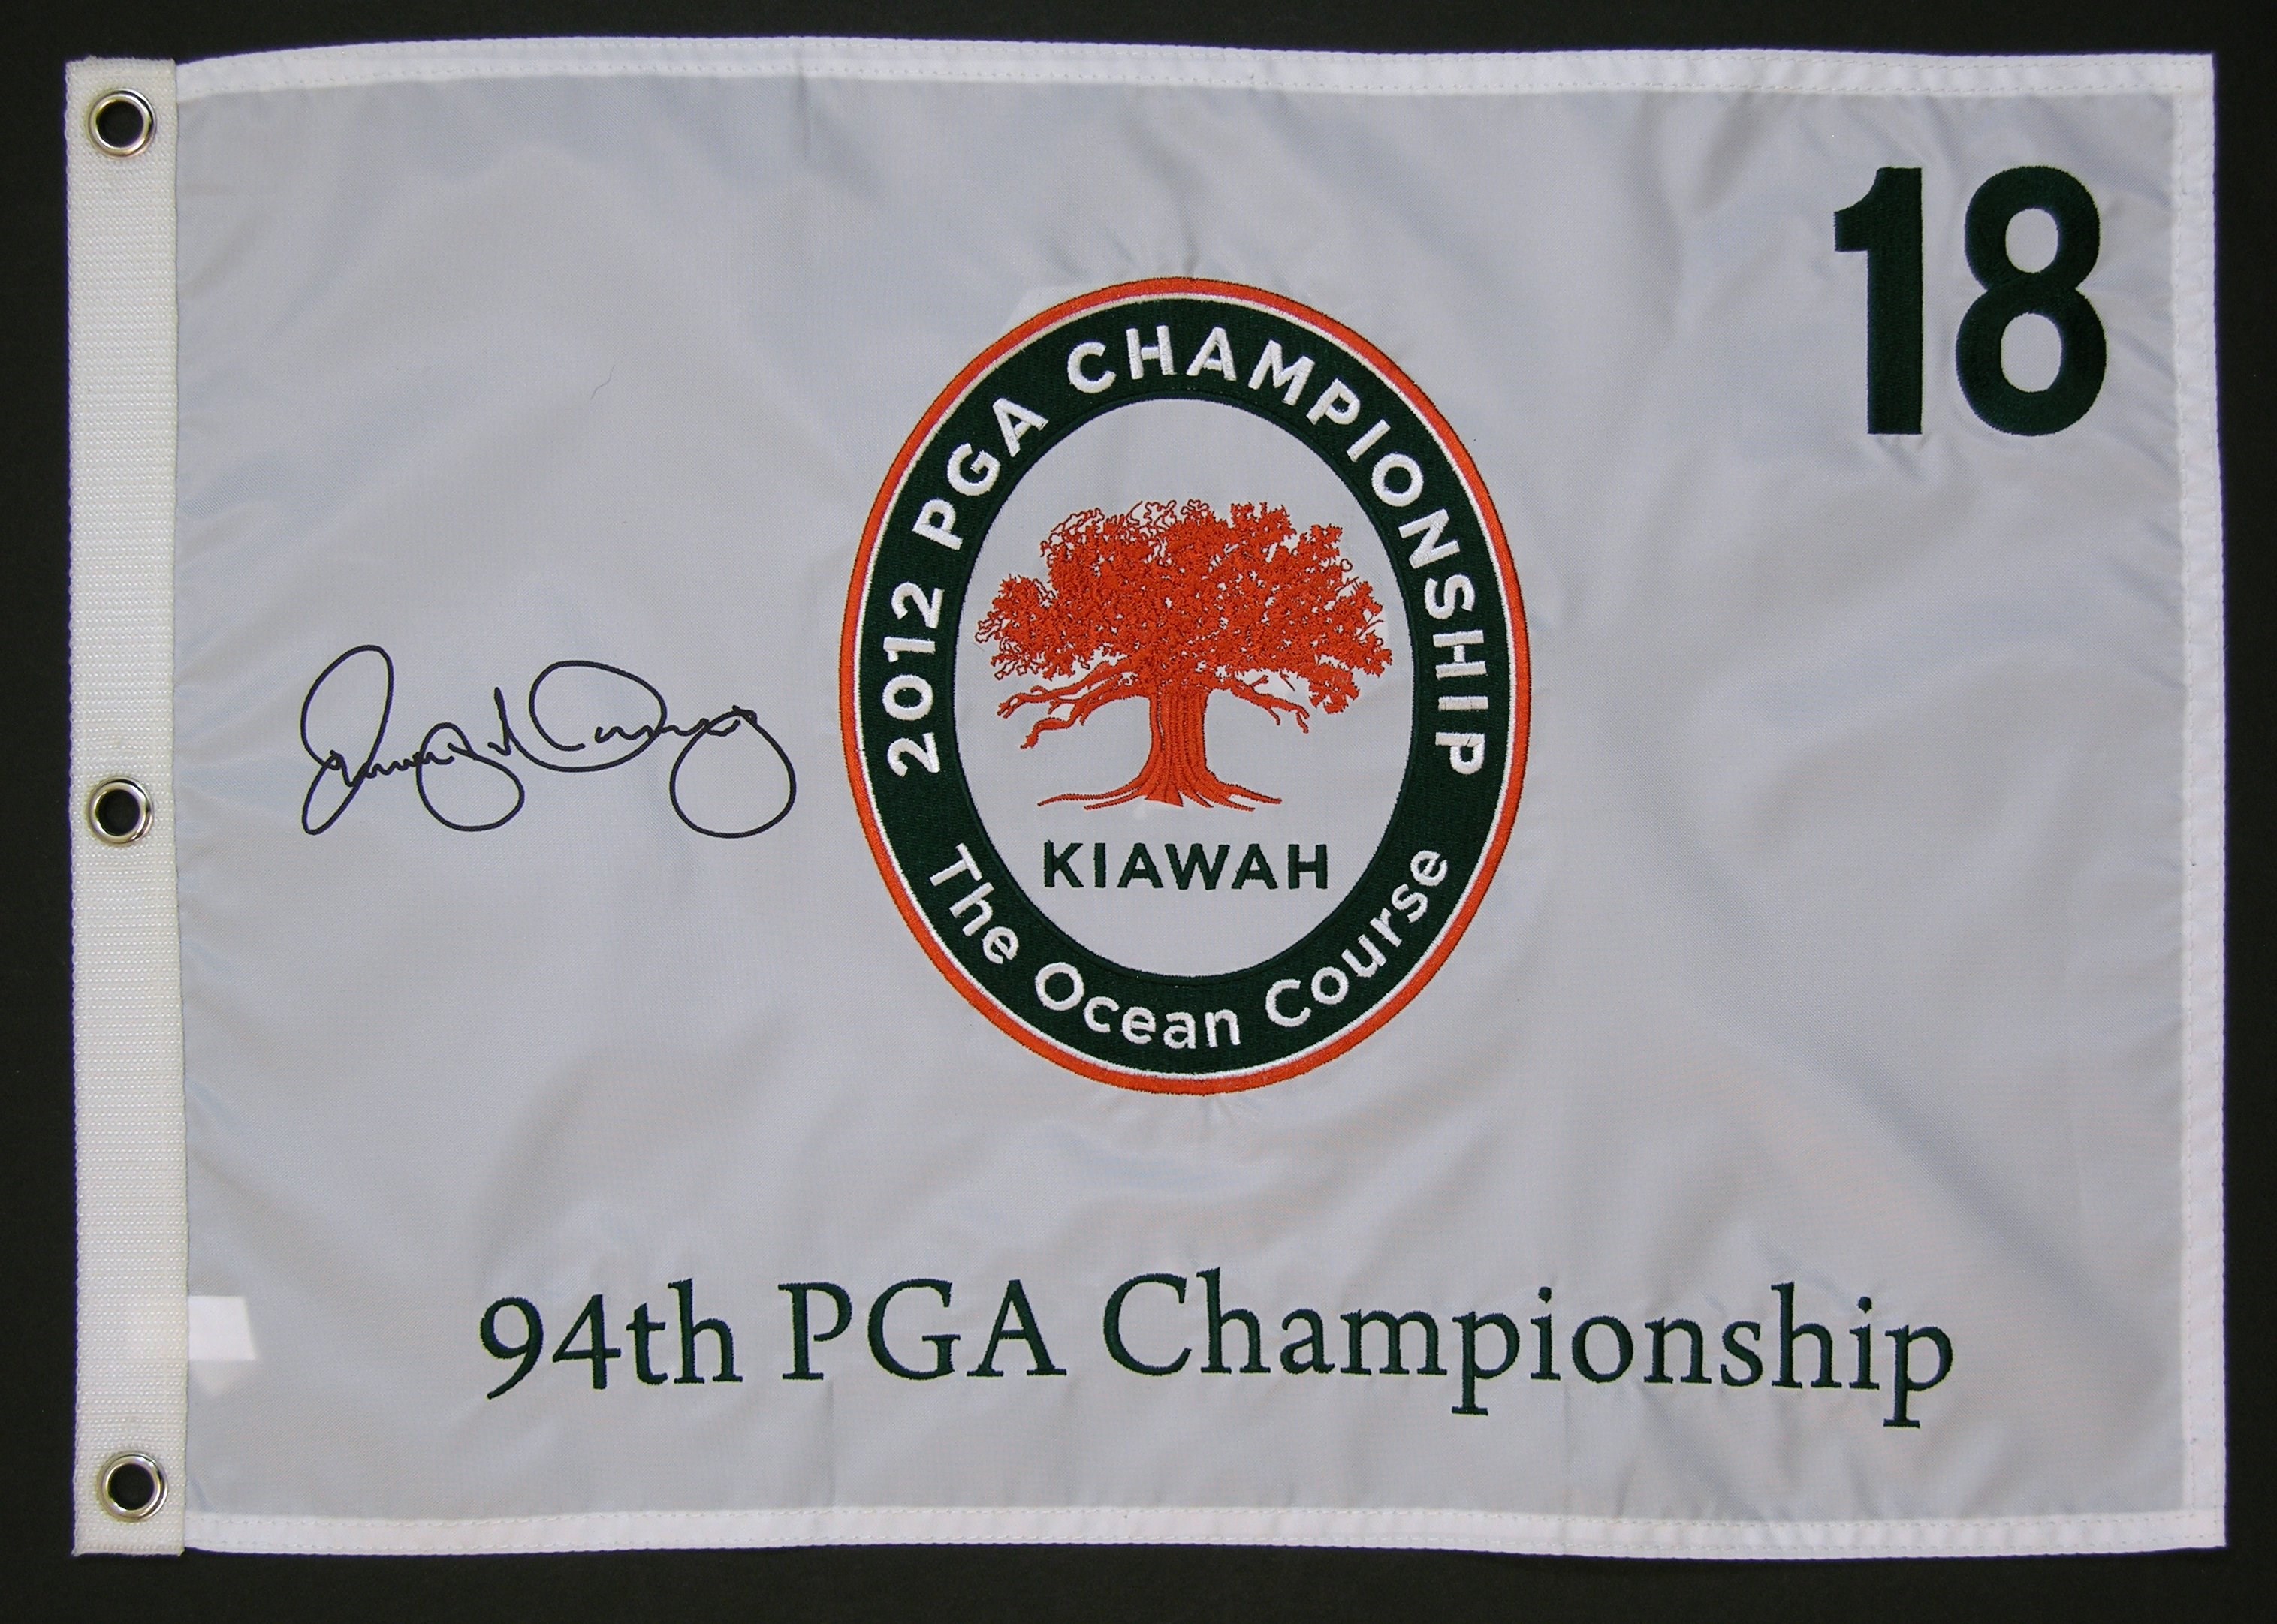 18
2012 PGA CHAMPIONSHIP
KIAWAH
The Ocean Course
94th PGA Championship